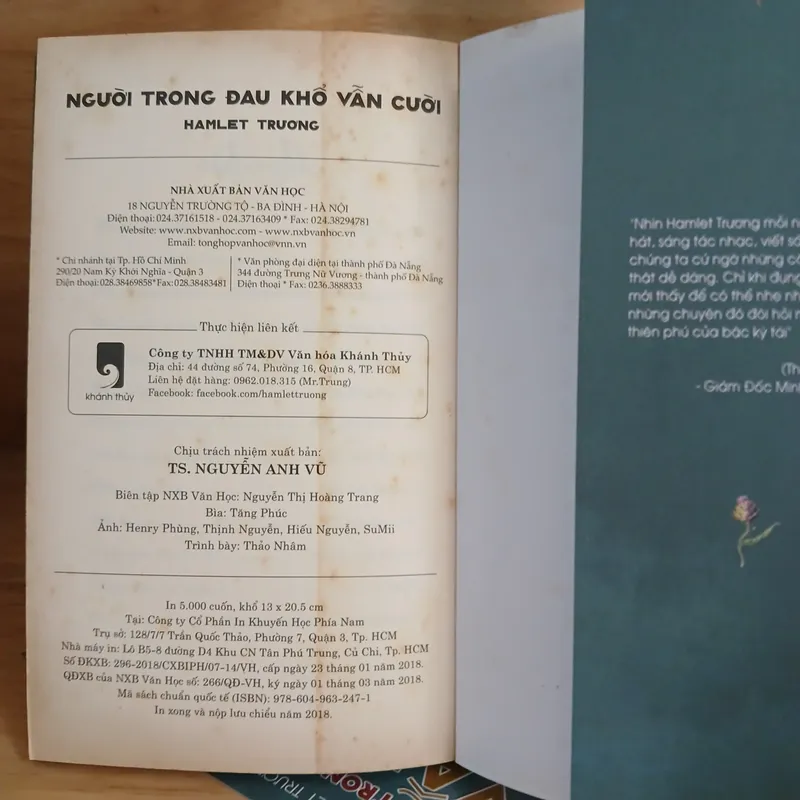 NGƯỜI TRONG ĐAU KHỔ VẪN CƯỜI
HAMLET TRƯƠNG
NHÀ XUẤT BẢN VĂN HỌC
18 NGUYỄN TRƯỜNG TỘ - BA ĐÌNH - HÀ NỘI
Điện thoại: 024.37161518 - 024.37163409 * Fax: 024.38294781
Website: www.nxbvanhoc.com - www.nxbvanhoc.vn
Email: tonghopvanhoc@vnn.vn
* Chi nhánh tại Tp. Hồ Chí Minh
290/20 Nam Kỳ Khởi Nghĩa - Quận 3
Điện thoại: 028.38469858*Fax:028.38483481
* Văn phòng đại diện tại thành phố Đà Nẵng
344 đường Trưng Nữ Vương - thành phố Đà Nẵng
Điện thoại * Fax: 0236.3888333
Thực hiện liên kết
khánh thủy
Công ty TNHH TM&DV Văn hóa Khánh Thủy
Địa chỉ: 44 đường số 74, Phường 16, Quận 8, TP. HCM
Liên hệ đặt hàng: 0962.018.315 (Mr.Trung)
Facebook: facebook.com/hamlettruong
Chịu trách nhiệm xuất bản:
TS. NGUYỄN ANH VŨ
Biên tập NXB Văn Học: Nguyễn Thị Hoàng Trang
Bìa: Tăng Phúc
Ảnh: Henry Phùng, Thịnh Nguyễn, Hiếu Nguyễn, SuMii
Trình bày: Thảo Nhâm
In 5.000 cuốn, khổ 13 x 20.5 cm
Tại: Công ty Cổ Phần In Khuyến Học Phía Nam
Trụ sở: 128/7/7 Trần Quốc Thảo, Phường 7, Quận 3, Tp. HCM
Nhà máy in: Lô B5-8 đường D4 Khu CN Tân Phú Trung, Củ Chi, Tp.HCM
Số ĐKXB: 296-2018/CXBIPH/07-14/VH, cấp ngày 23 tháng 01 năm 2018.
QĐXB của NXB Văn Học số: 266/QĐ-VH, ký ngày 01 tháng 03 năm 2018.
Mã sách chuẩn quốc tế (ISBN): 978-604-963-247-1
In xong và nộp lưu chiểu năm 2018.
"Nhìn Hamlet Trương mỗi
hát, sáng tác nhạc, viết
chúng ta cứ ngỡ những
thật dễ dàng. Chỉ khi
mới thấy để có thể nhẹ
những chuyện đó đòi hỏi
thiên phú của bậc kỳ tài"
- Giám Đốc